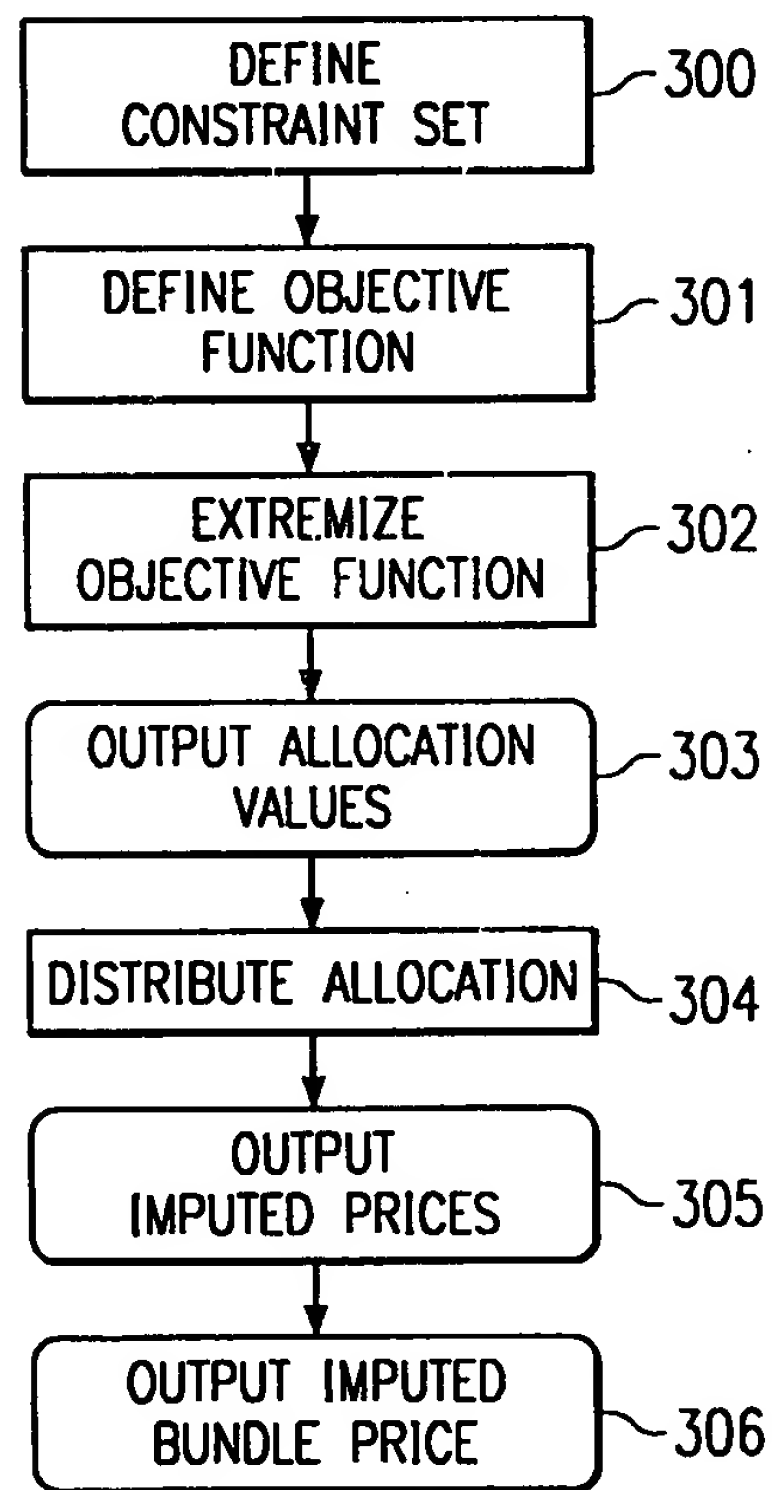 DEFINE
CONSTRAINT SET
300
DEFINE OBJECTIVE
FUNCTION
301
EXTREMIZE
OBJECTIVE FUNCTION
302
OUTPUT ALLOCATION
VALUES
303
DISTRIBUTE ALLOCATION
304
OUTPUT
IMPUTED PRICES
305
OUTPUT IMPUTED
BUNDLE PRICE
306